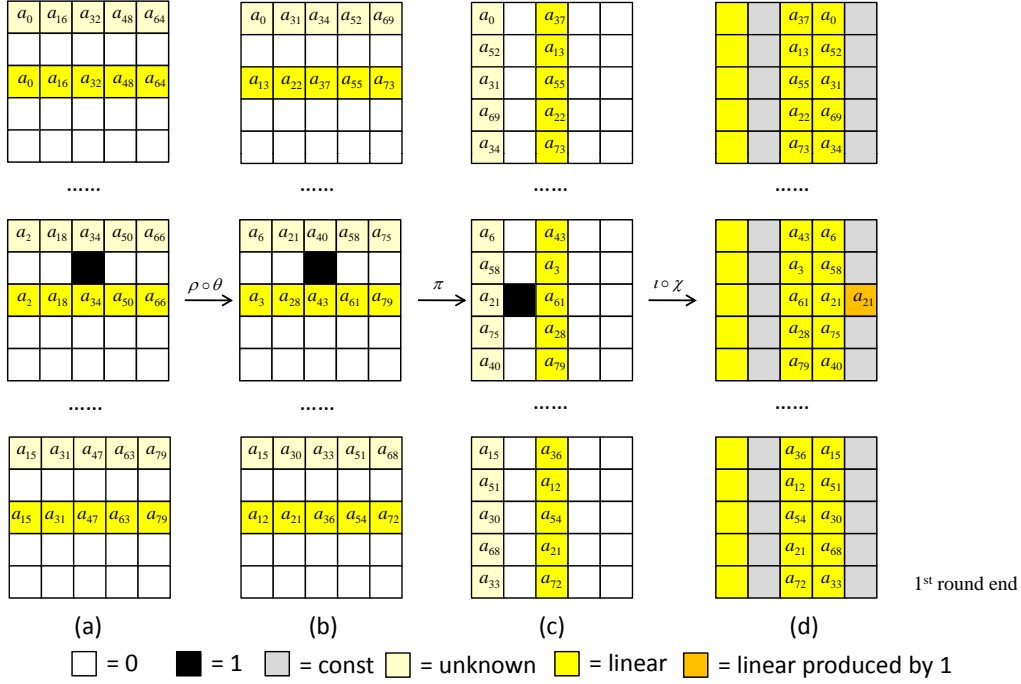 a0 a16 a32 a48 a64 a0 a31 a34 a52 a69 a0 a37 a37 a0
a52 a13 a13 a52
a0 a16 a32 a48 a64 a13 a22 a37 a55 a73 a31 a55 a55 a31
a69 a22 a22 a69
a34 a73 a73 a34
...... ...... ...... ......
a2 a18 a34 a50 a66 a6 a21 a40 a58 a75 a6 a43 a43 a6
a58 a3 a3 a58
a2 a18 a34 a50 a66 ρ∘θ a3 a28 a43 a61 a79 π a21 a61 ι∘χ a61 a21 a21
a75 a28 a28 a75
a40 a79 a79 a40
...... ...... ...... ......
a15 a31 a47 a63 a79 a15 a30 a33 a51 a68 a15 a36 a36 a15
a51 a12 a12 a51
a15 a31 a47 a63 a79 a12 a21 a36 a54 a72 a30 a54 a54 a30
a68 a21 a21 a68
a33 a72 a72 a33
1st round end
(a) (b) (c) (d)
= 0 = 1 = const = unknown = linear = linear produced by 1